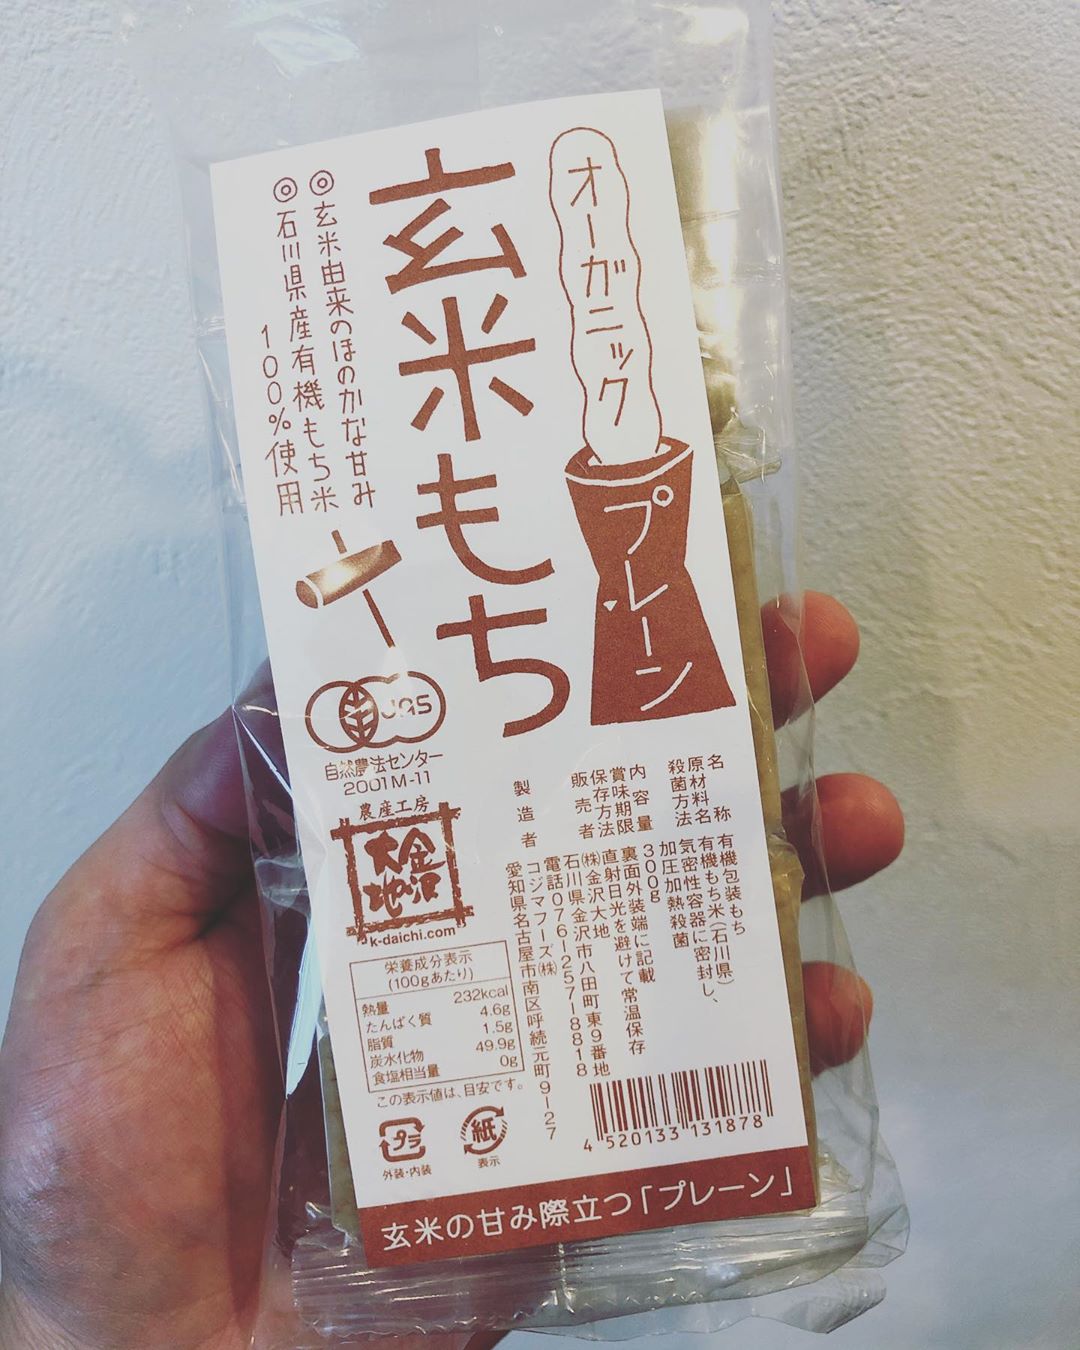 オーガニック
プレーン
玄米もち
◎玄米由来のほのかな甘み
◎石川県産有機もち米
100%使用
JAS
自然農法センター
2001M-11
農産工房
金沢
大地
k-daichi.com
名称 有機包装もち
原材料名 有機もち米(石川県)
殺菌方法 気密性容器に密封し、
加圧加熱殺菌
内容量 300g
賞味期限 裏面外装端に記載
保存方法 直射日光を避けて常温保存
販売者 (株)金沢大地
石川県金沢市八田町東9番地
電話076-257-8818
製造者 コジマフーズ(株)
愛知県名古屋市南区呼続元町9-27
栄養成分表示
(100gあたり)
熱量 232kcal
たんぱく質 4.6g
脂質 1.5g
炭水化物 49.9g
食塩相当量 0g
この表示値は、目安です。
プラ
外装・内装
紙
表示
4 520133 131878
玄米の甘み際立つ「プレーン」